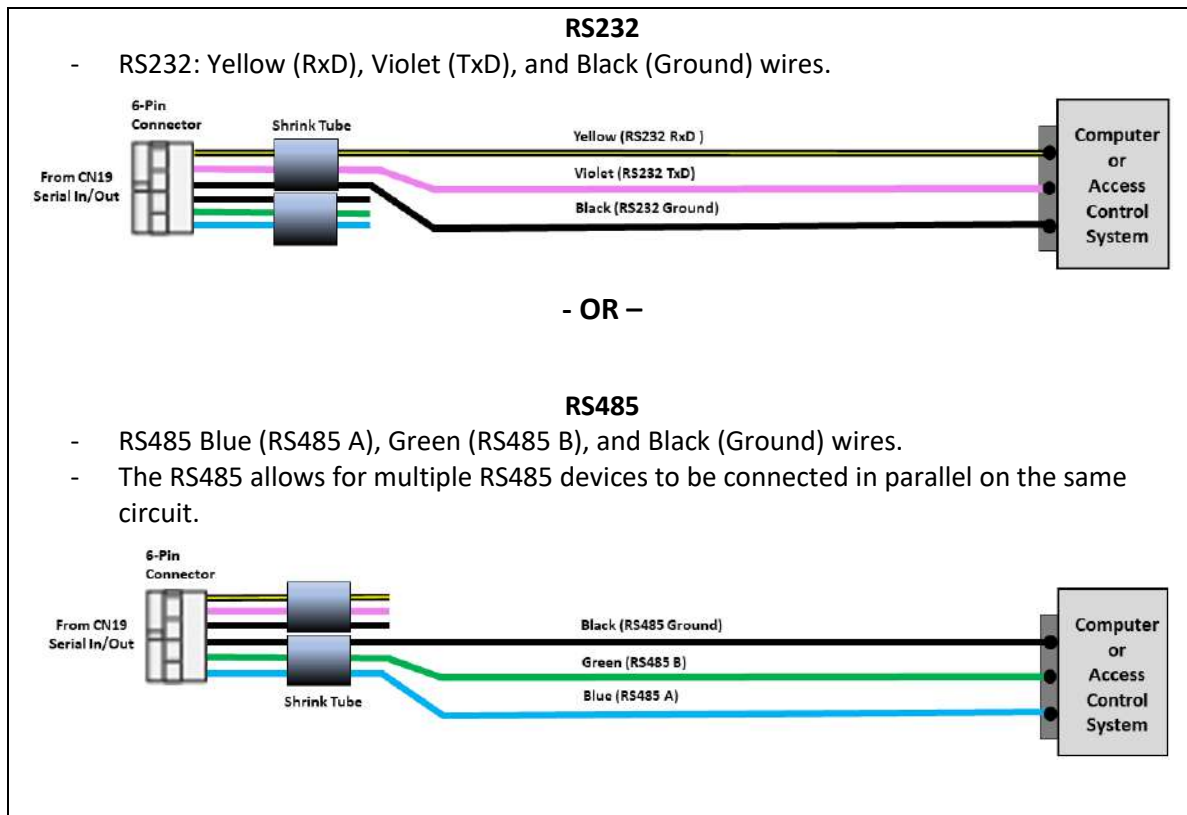 RS232
- RS232: Yellow (RxD), Violet (TxD), and Black (Ground) wires.
6-Pin
Connector
Shrink Tube
From CN19
Serial In/Out
Yellow (RS232 RxD )
Violet (RS232 TxD)
Black (RS232 Ground)
Computer
or
Access
Control
System
- OR –
RS485
- RS485 Blue (RS485 A), Green (RS485 B), and Black (Ground) wires.
- The RS485 allows for multiple RS485 devices to be connected in parallel on the same
circuit.
6-Pin
Connector
From CN19
Serial In/Out
Shrink Tube
Black (RS485 Ground)
Green (RS485 B)
Blue (RS485 A)
Computer
or
Access
Control
System